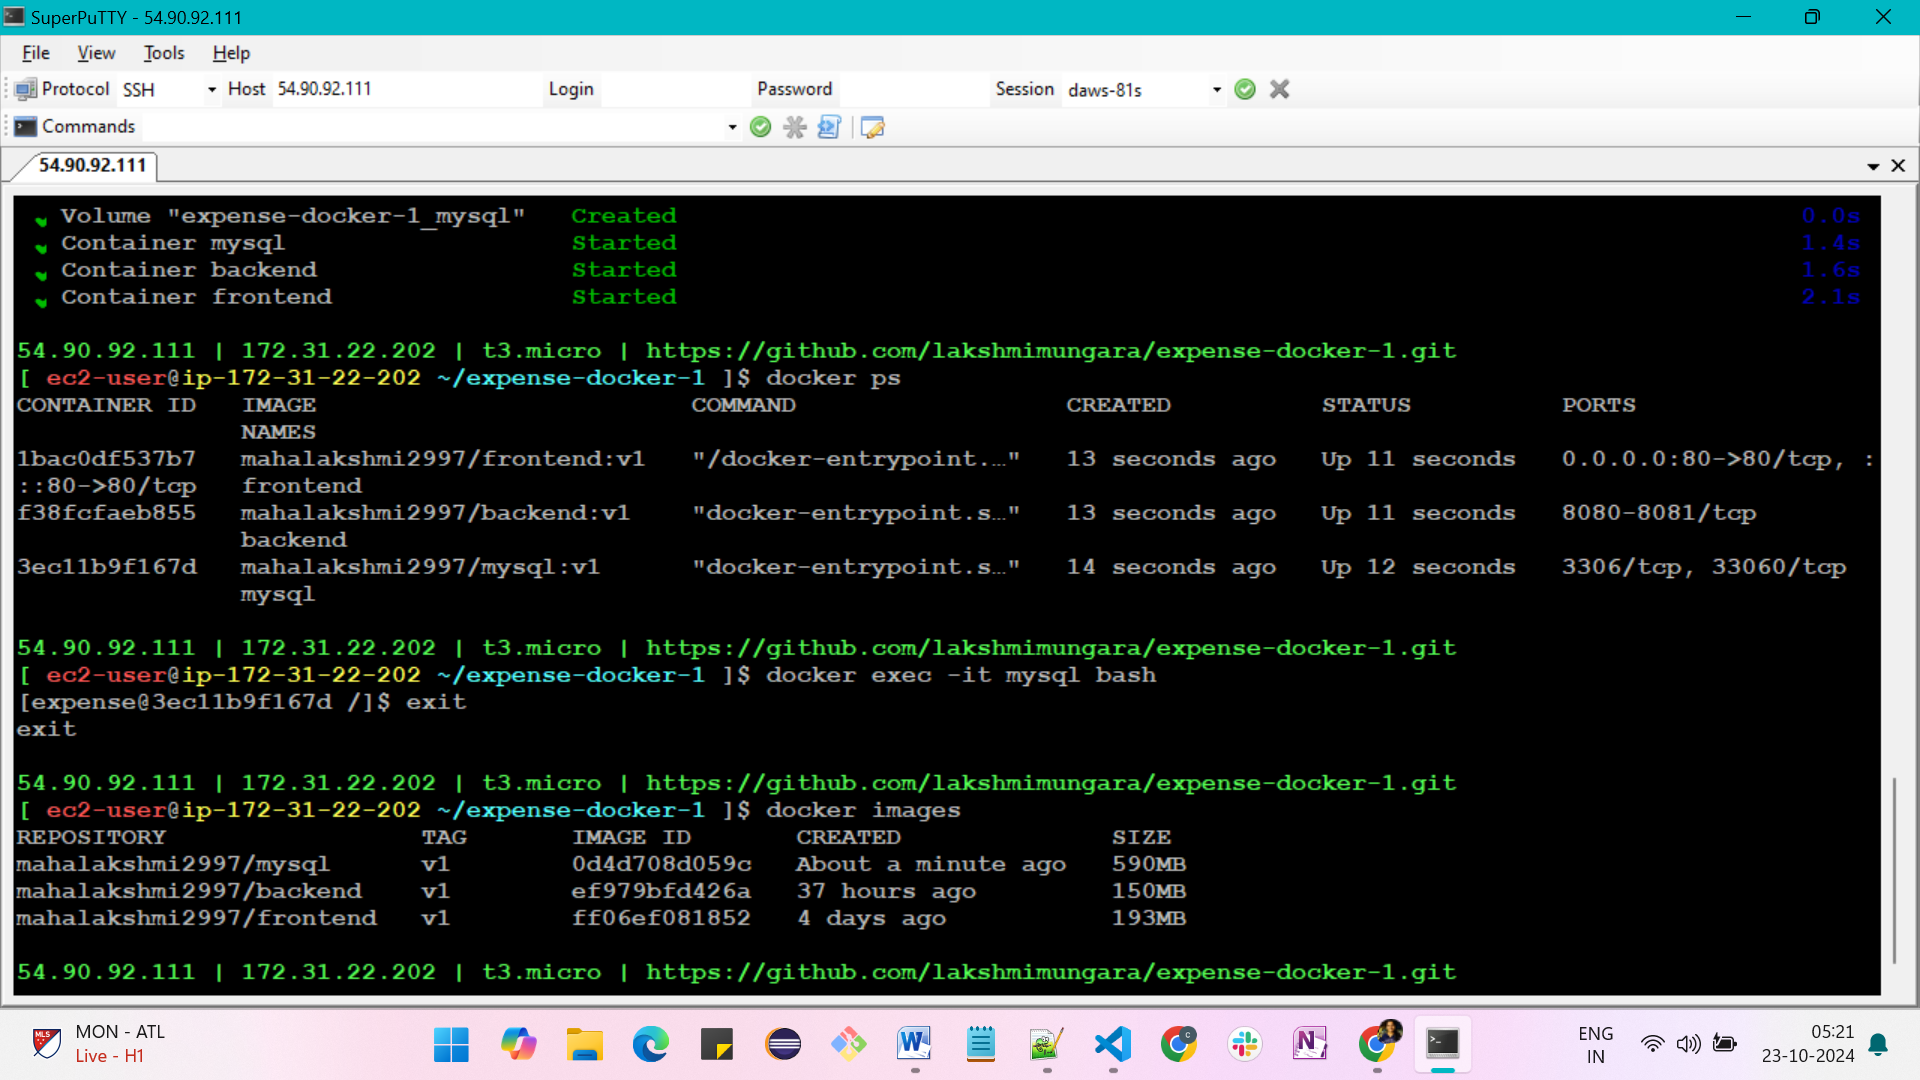 SuperPuTTY - 54.90.92.111
File View Tools Help
Protocol SSH Host 54.90.92.111 Login Password Session daws-81s
Commands
54.90.92.111
Volume "expense-docker-1_mysql" Created 0.0s
Container mysql Started 1.4s
Container backend Started 1.6s
Container frontend Started 2.1s
54.90.92.111 | 172.31.22.202 | t3.micro | https://github.com/lakshmimungara/expense-docker-1.git
[ ec2-user@ip-172-31-22-202 ~/expense-docker-1 ]$ docker ps
CONTAINER ID IMAGE COMMAND CREATED STATUS PORTS
NAMES
1bac0df537b7 mahalakshmi2997/frontend:v1 "/docker-entrypoint.…" 13 seconds ago Up 11 seconds 0.0.0.0:80->80/tcp, :
::80->80/tcp frontend
f38fcfaeb855 mahalakshmi2997/backend:v1 "docker-entrypoint.s…" 13 seconds ago Up 11 seconds 8080-8081/tcp
backend
3ec11b9f167d mahalakshmi2997/mysql:v1 "docker-entrypoint.s…" 14 seconds ago Up 12 seconds 3306/tcp, 33060/tcp
mysql
54.90.92.111 | 172.31.22.202 | t3.micro | https://github.com/lakshmimungara/expense-docker-1.git
[ ec2-user@ip-172-31-22-202 ~/expense-docker-1 ]$ docker exec -it mysql bash
[expense@3ec11b9f167d /]$ exit
exit
54.90.92.111 | 172.31.22.202 | t3.micro | https://github.com/lakshmimungara/expense-docker-1.git
[ ec2-user@ip-172-31-22-202 ~/expense-docker-1 ]$ docker images
REPOSITORY TAG IMAGE ID CREATED SIZE
mahalakshmi2997/mysql v1 0d4d708d059c About a minute ago 590MB
mahalakshmi2997/backend v1 ef979bfd426a 37 hours ago 150MB
mahalakshmi2997/frontend v1 ff06ef081852 4 days ago 193MB
54.90.92.111 | 172.31.22.202 | t3.micro | https://github.com/lakshmimungara/expense-docker-1.git
MLS MON - ATL ENG 05:21
Live - H1 IN 23-10-2024